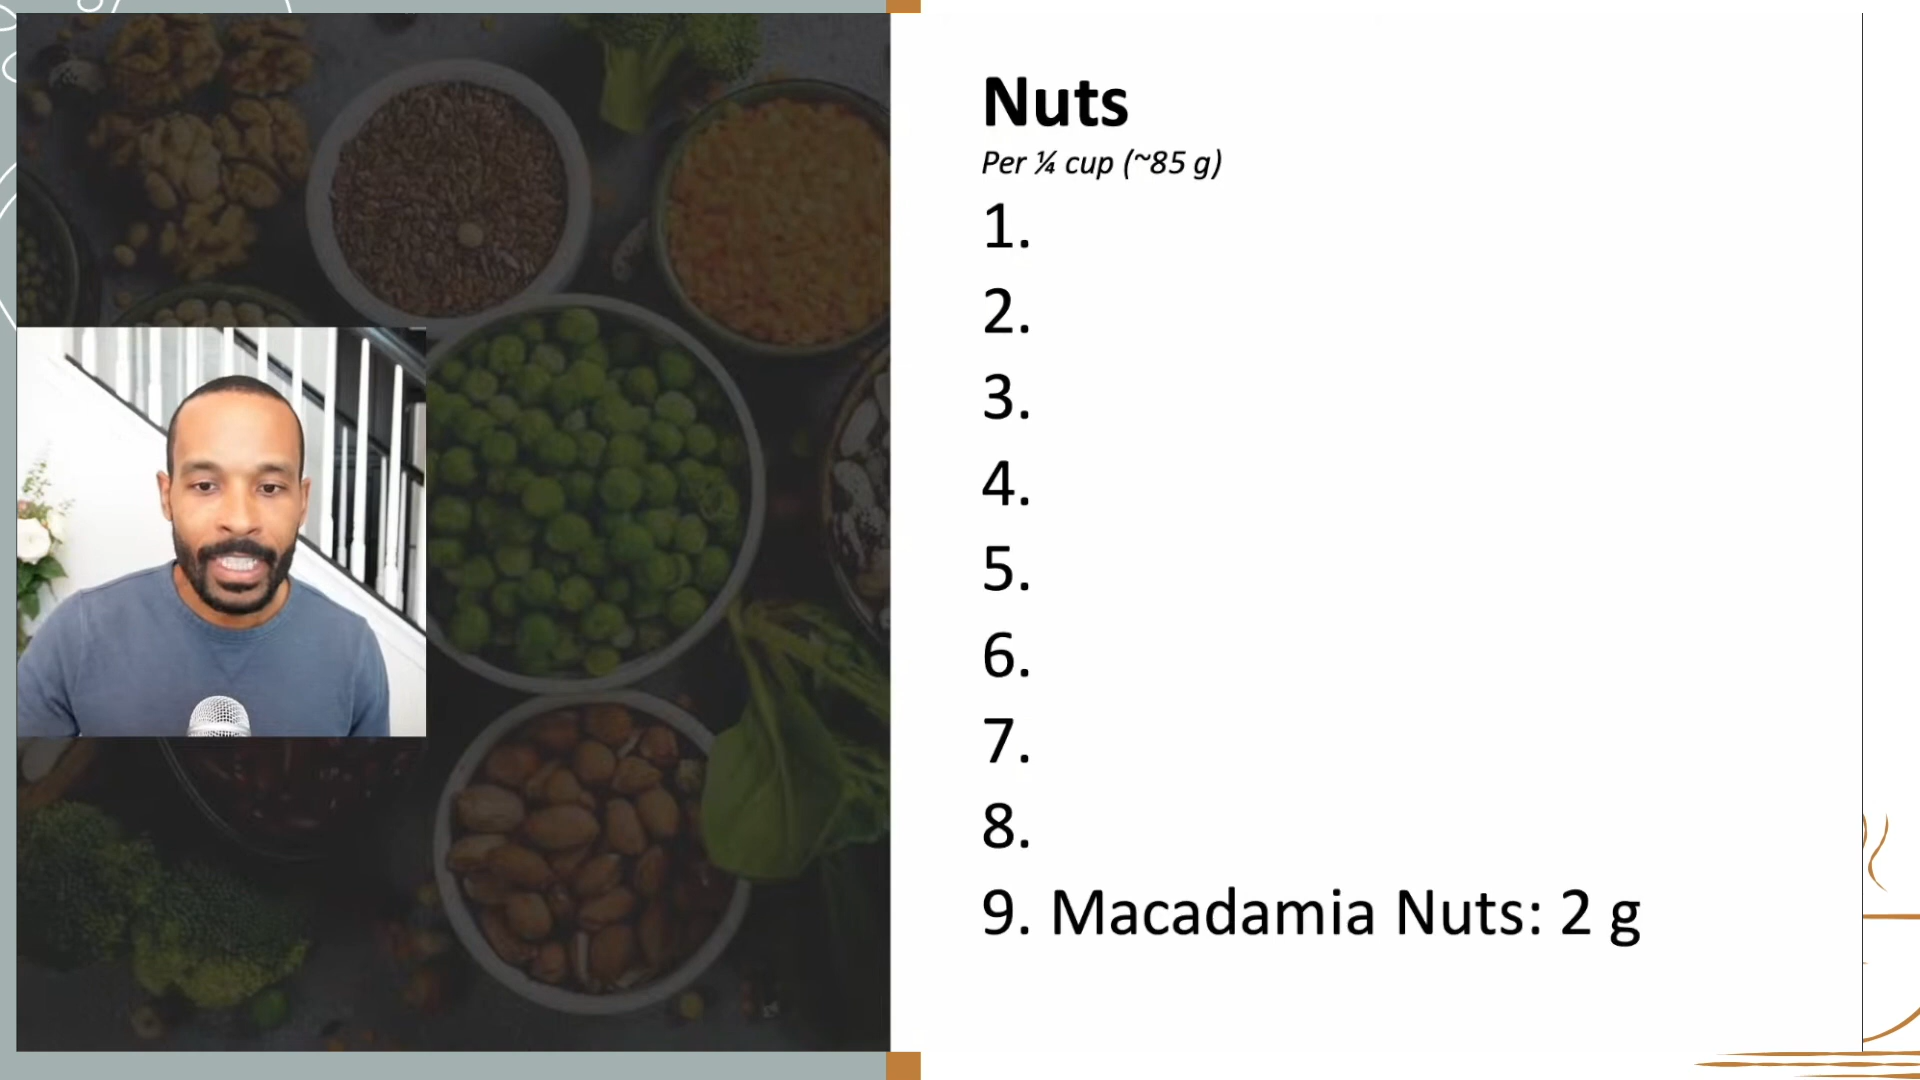 Nuts
Per ¼ cup (~85 g)
1.
2.
3.
4.
5.
6.
7.
8.
9. Macadamia Nuts: 2 g